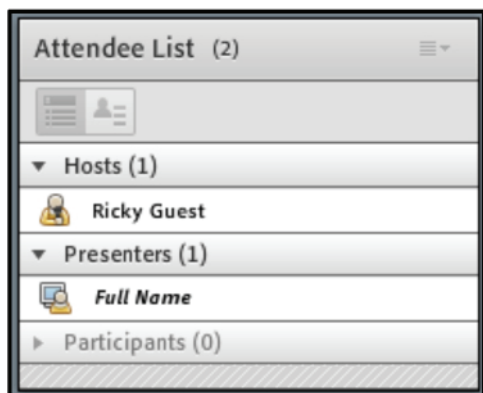 Attendee List (2)
Hosts (1)
Ricky Guest
Presenters (1)
Full Name
Participants (0)